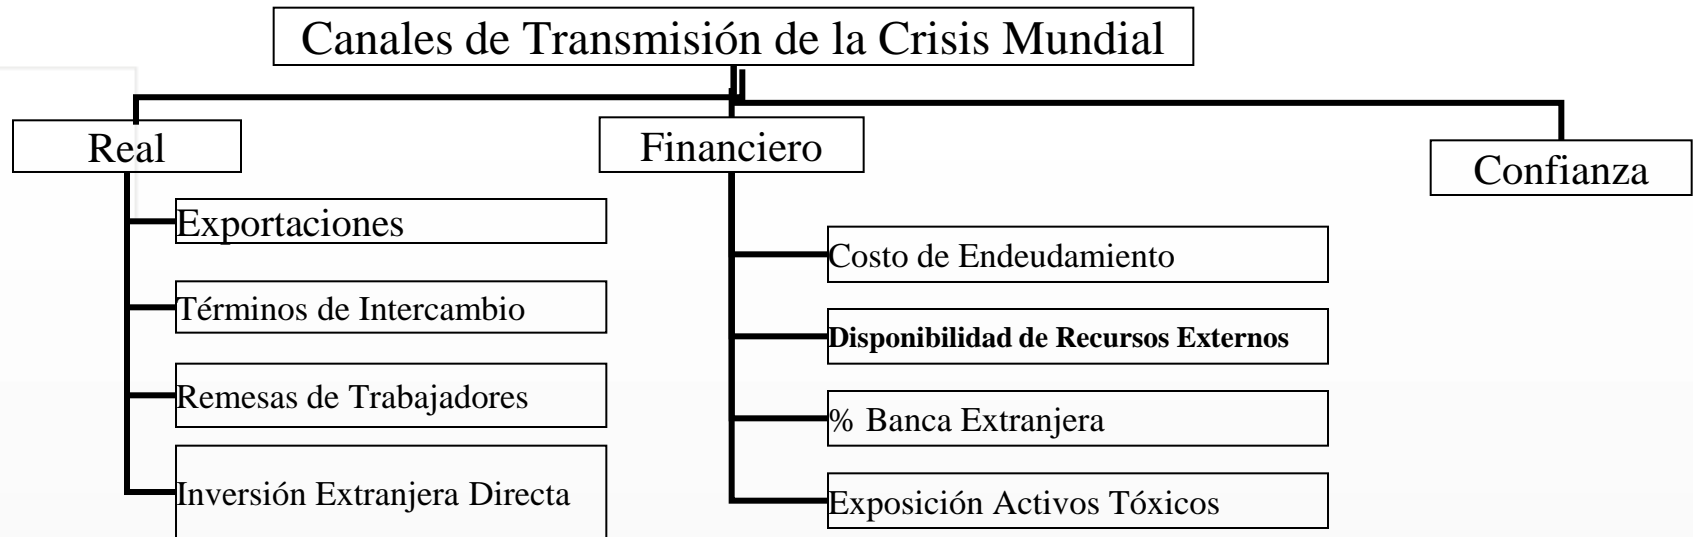 Canales de Transmisión de la Crisis Mundial
Real
Financiero
Confianza
Exportaciones
Términos de Intercambio
Remesas de Trabajadores
Inversión Extranjera Directa
Costo de Endeudamiento
Disponibilidad de Recursos Externos
% Banca Extranjera
Exposición Activos Tóxicos